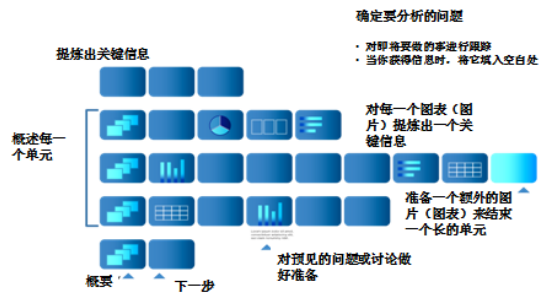 确定要分析的问题
• 对即将要做的事进行跟踪
• 当你获得信息时，将它填入空白处
提炼出关键信息
概述每一
个单元
对每一个图表（图
片）提炼出一个关
键信息
准备一个额外的图
片（图表）来结束
一个长的单元
对预见的问题或讨论做
好准备
概要
下一步